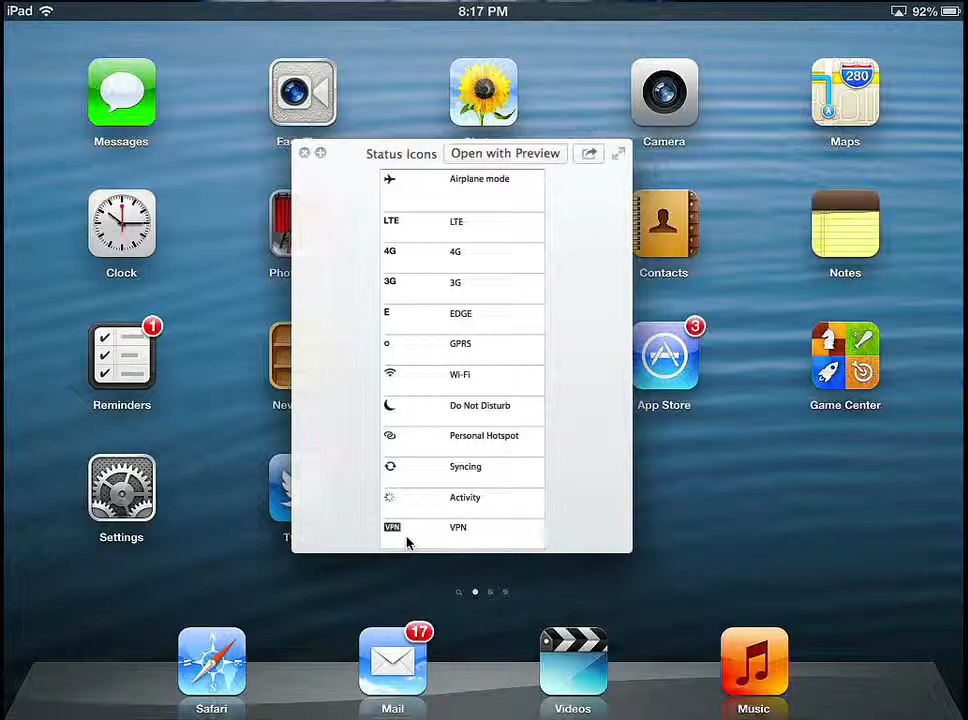 iPad 8:17 PM 92%
Messages Camera Maps
280
Status Icons Open with Preview
Airplane mode
LTE LTE
4G 4G
3G 3G
E EDGE
GPRS
Wi-Fi
Do Not Disturb
Personal Hotspot
Syncing
Activity
VPN VPN
Clock Contacts Notes
1 3
Reminders App Store Game Center
Settings
17
Safari Mail Videos Music